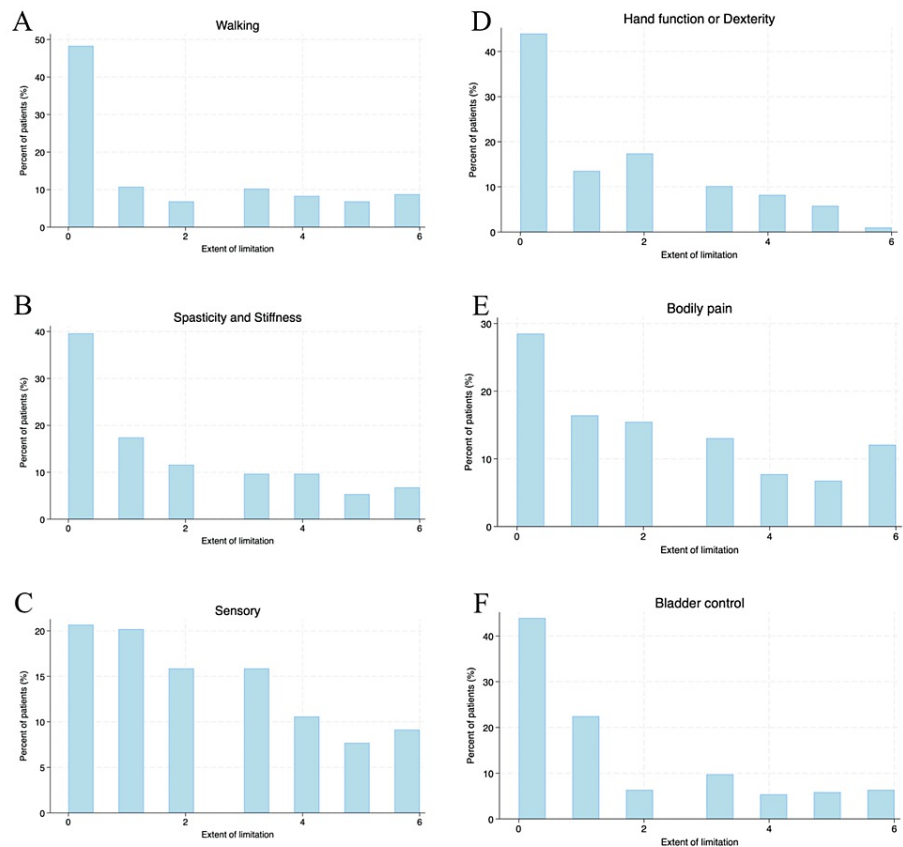 A
Walking
Percent of patients (%)
50
40
30
20
10
0
0 2 4 6
Extent of limitation
B
Spasticity and Stiffness
Percent of patients (%)
40
30
20
10
0
0 2 4 6
Extent of limitation
C
Sensory
Percent of patients (%)
20
15
10
5
0
0 2 4 6
Extent of limitation
D
Hand function or Dexterity
Percent of patients (%)
40
30
20
10
0
0 2 4 6
Extent of limitation
E
Bodily pain
Percent of patients (%)
30
20
10
0
0 2 4 6
Extent of limitation
F
Bladder control
Percent of patients (%)
40
30
20
10
0
0 2 4 6
Extent of limitation